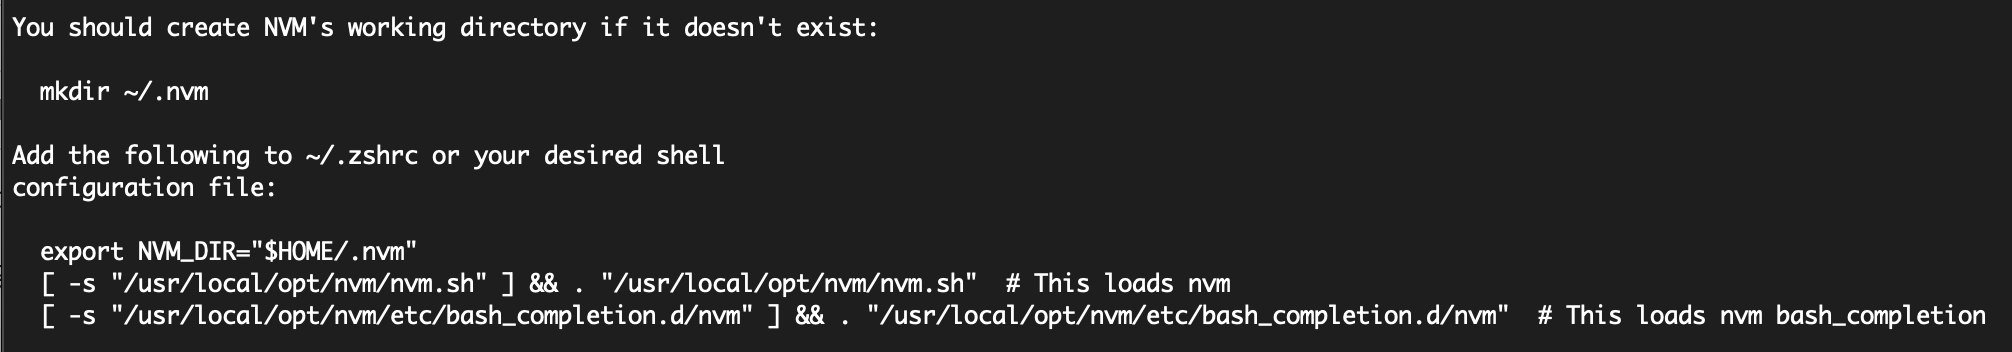 You should create NVM's working directory if it doesn't exist:
mkdir ~/.nvm
Add the following to ~/.zshrc or your desired shell
configuration file:
export NVM_DIR="$HOME/.nvm"
[ -s "/usr/local/opt/nvm/nvm.sh" ] && . "/usr/local/opt/nvm/nvm.sh"  # This loads nvm
[ -s "/usr/local/opt/nvm/etc/bash_completion.d/nvm" ] && . "/usr/local/opt/nvm/etc/bash_completion.d/nvm"  # This loads nvm bash_completion